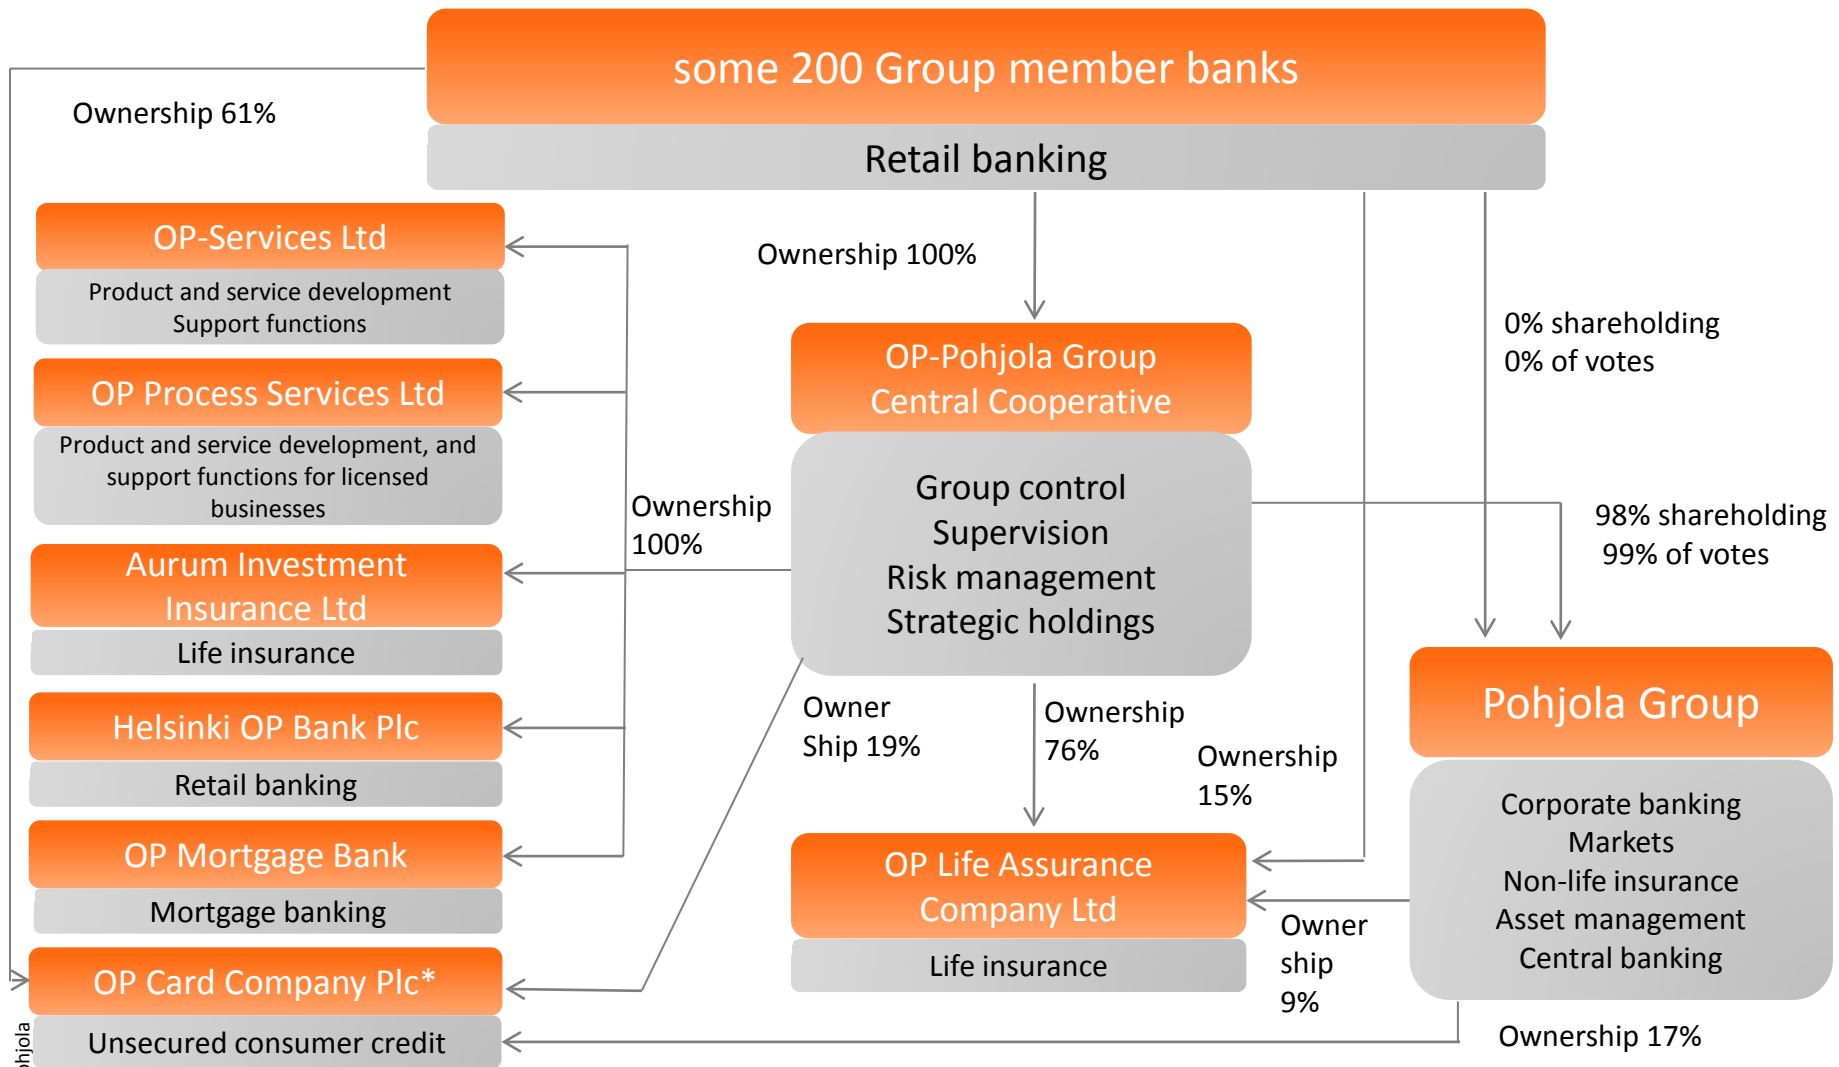 some 200 Group member banks
Retail banking
Ownership 61%
OP-Services Ltd
Product and service development
Support functions
OP Process Services Ltd
Product and service development, and
support functions for licensed
businesses
Aurum Investment
Insurance Ltd
Life insurance
Helsinki OP Bank Plc
Retail banking
OP Mortgage Bank
Mortgage banking
OP Card Company Plc*
Unsecured consumer credit
Ownership
100%
Ownership 100%
OP-Pohjola Group
Central Cooperative
Group control
Supervision
Risk management
Strategic holdings
Owner
Ship 19%
Ownership
76%
Ownership
15%
OP Life Assurance
Company Ltd
Life insurance
Owner
ship
9%
0% shareholding
0% of votes
98% shareholding
99% of votes
Pohjola Group
Corporate banking
Markets
Non-life insurance
Asset management
Central banking
Ownership 17%